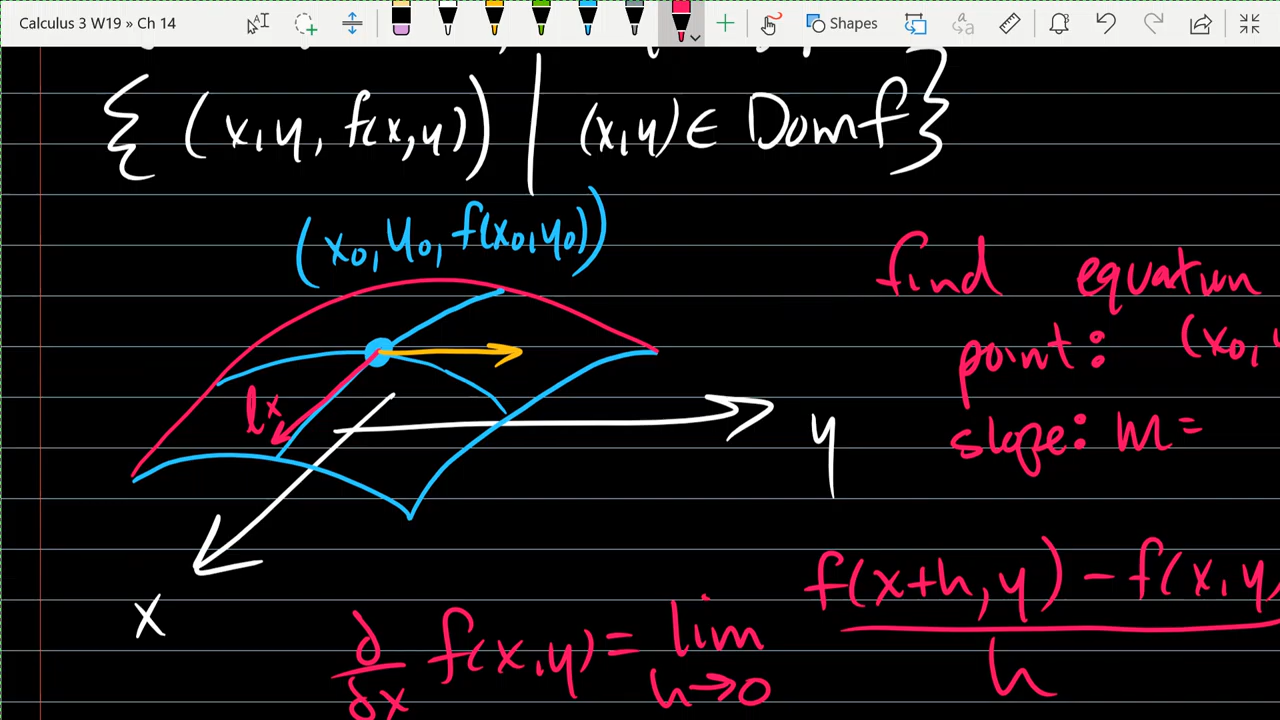 Calculus 3 W19 » Ch 14
Shapes
{ (x, y, f(x, y)) | (x, y) ∈ Dom f }
(x₀, y₀, f(x₀, y₀))
find equation
point: (x₀,
slope: m =
lx
y
x
∂/∂x f(x, y) = lim h→0 f(x+h, y) − f(x, y) / h